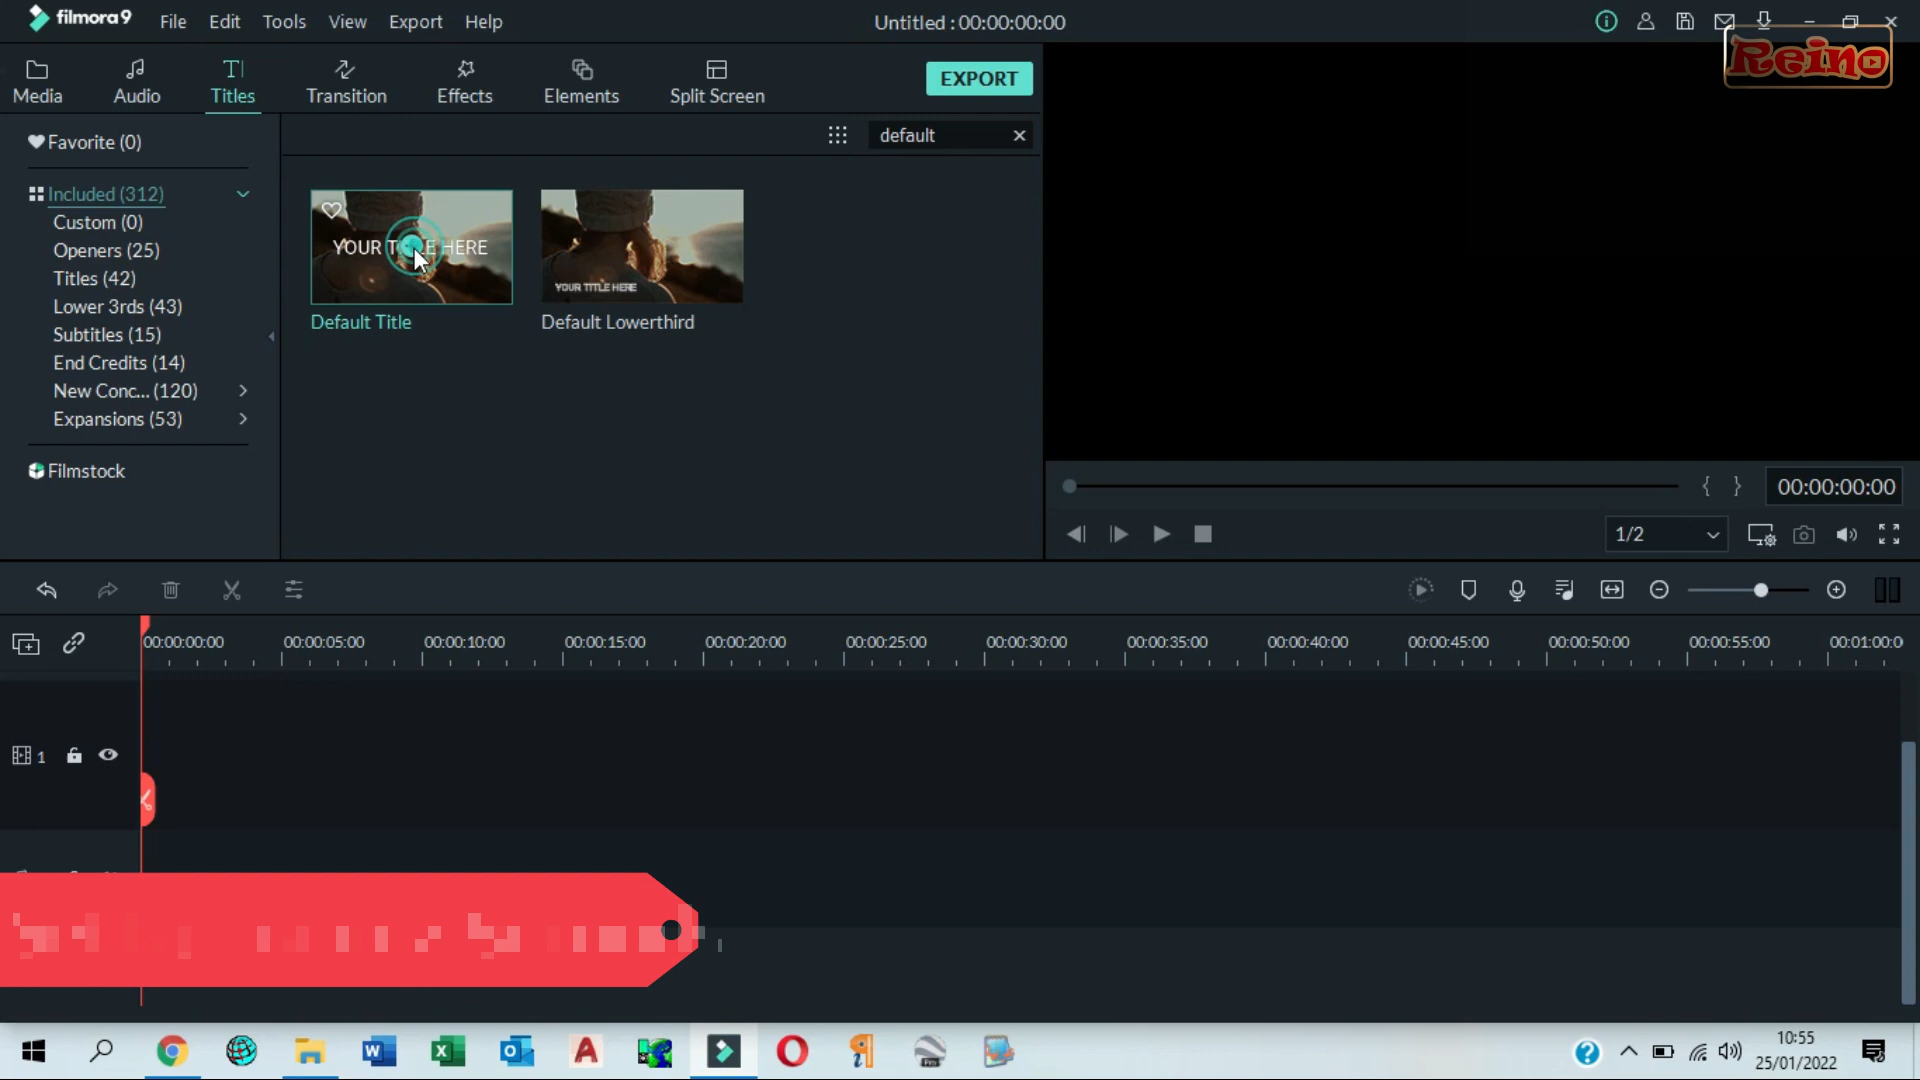 filmora9 File Edit Tools View Export Help Untitled : 00:00:00:00
Reino
Media Audio Titles Transition Effects Elements Split Screen EXPORT
Favorite (0)
default
Included (312)
Custom (0)
Openers (25)
Titles (42)
Lower 3rds (43)
Subtitles (15)
End Credits (14)
New Conc... (120)
Expansions (53)
Filmstock
YOUR TITLE HERE
YOUR TITLE HERE
Default Title
Default Lowerthird
{ } 00:00:00:00
1/2
00:00:00:00 00:00:05:00 00:00:10:00 00:00:15:00 00:00:20:00 00:00:25:00 00:00:30:00 00:00:35:00 00:00:40:00 00:00:45:00 00:00:50:00 00:00:55:00 00:01:00:0
1
10:55
25/01/2022